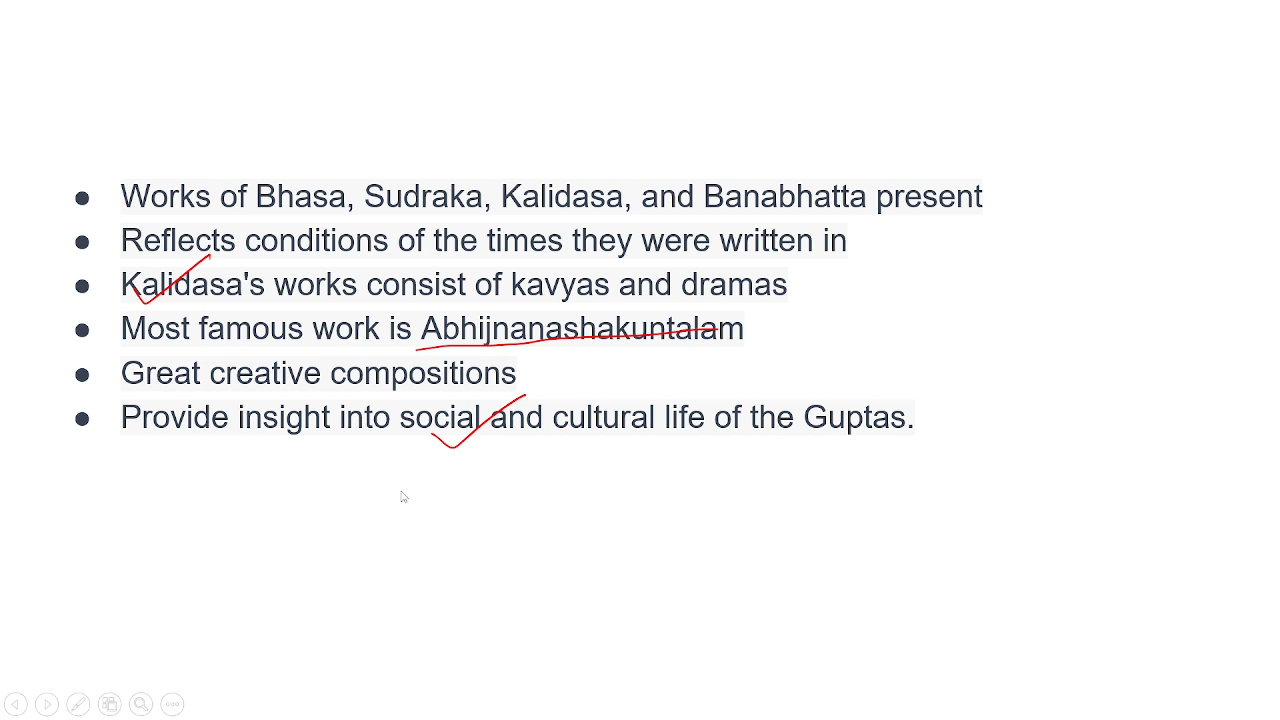 ● Works of Bhasa, Sudraka, Kalidasa, and Banabhatta present
● Reflects conditions of the times they were written in
● Kalidasa's works consist of kavyas and dramas
● Most famous work is Abhijnanashakuntalam
● Great creative compositions
● Provide insight into social and cultural life of the Guptas.